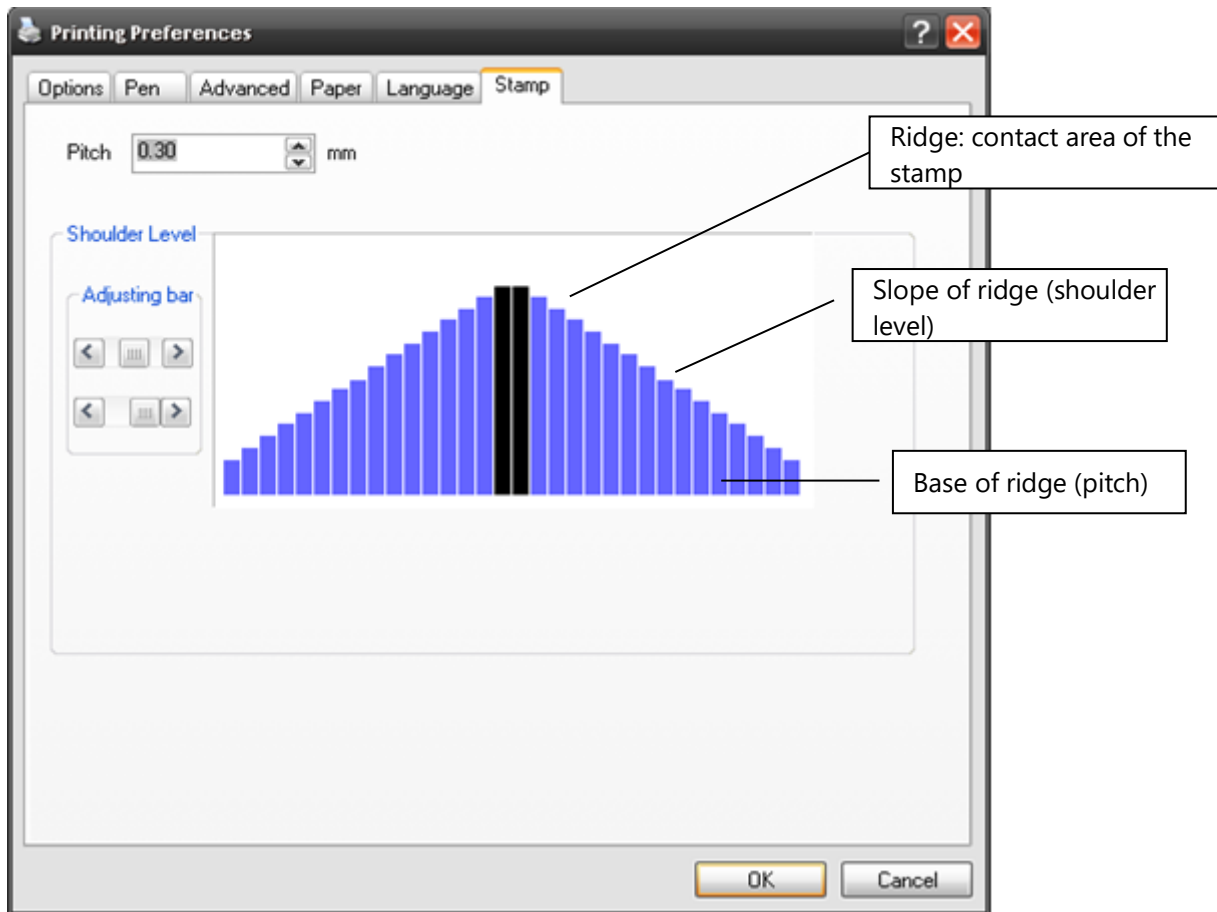 Printing Preferences
?
Options Pen Advanced Paper Language Stamp
Pitch 0.30 mm
Ridge: contact area of the
stamp
Shoulder Level
Adjusting bar
Slope of ridge (shoulder
level)
Base of ridge (pitch)
OK Cancel